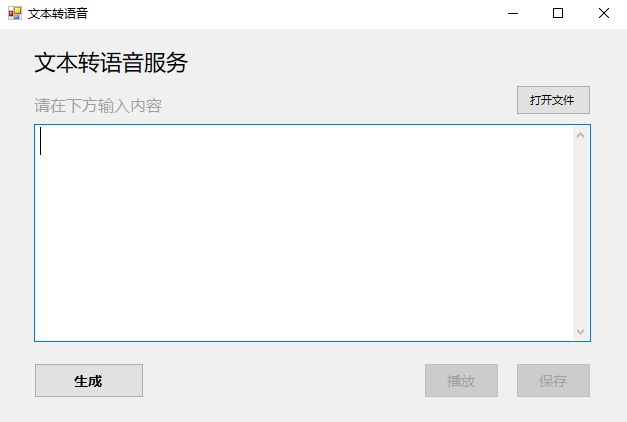 文本转语音
文本转语音服务
请在下方输入内容
打开文件
生成
播放
保存